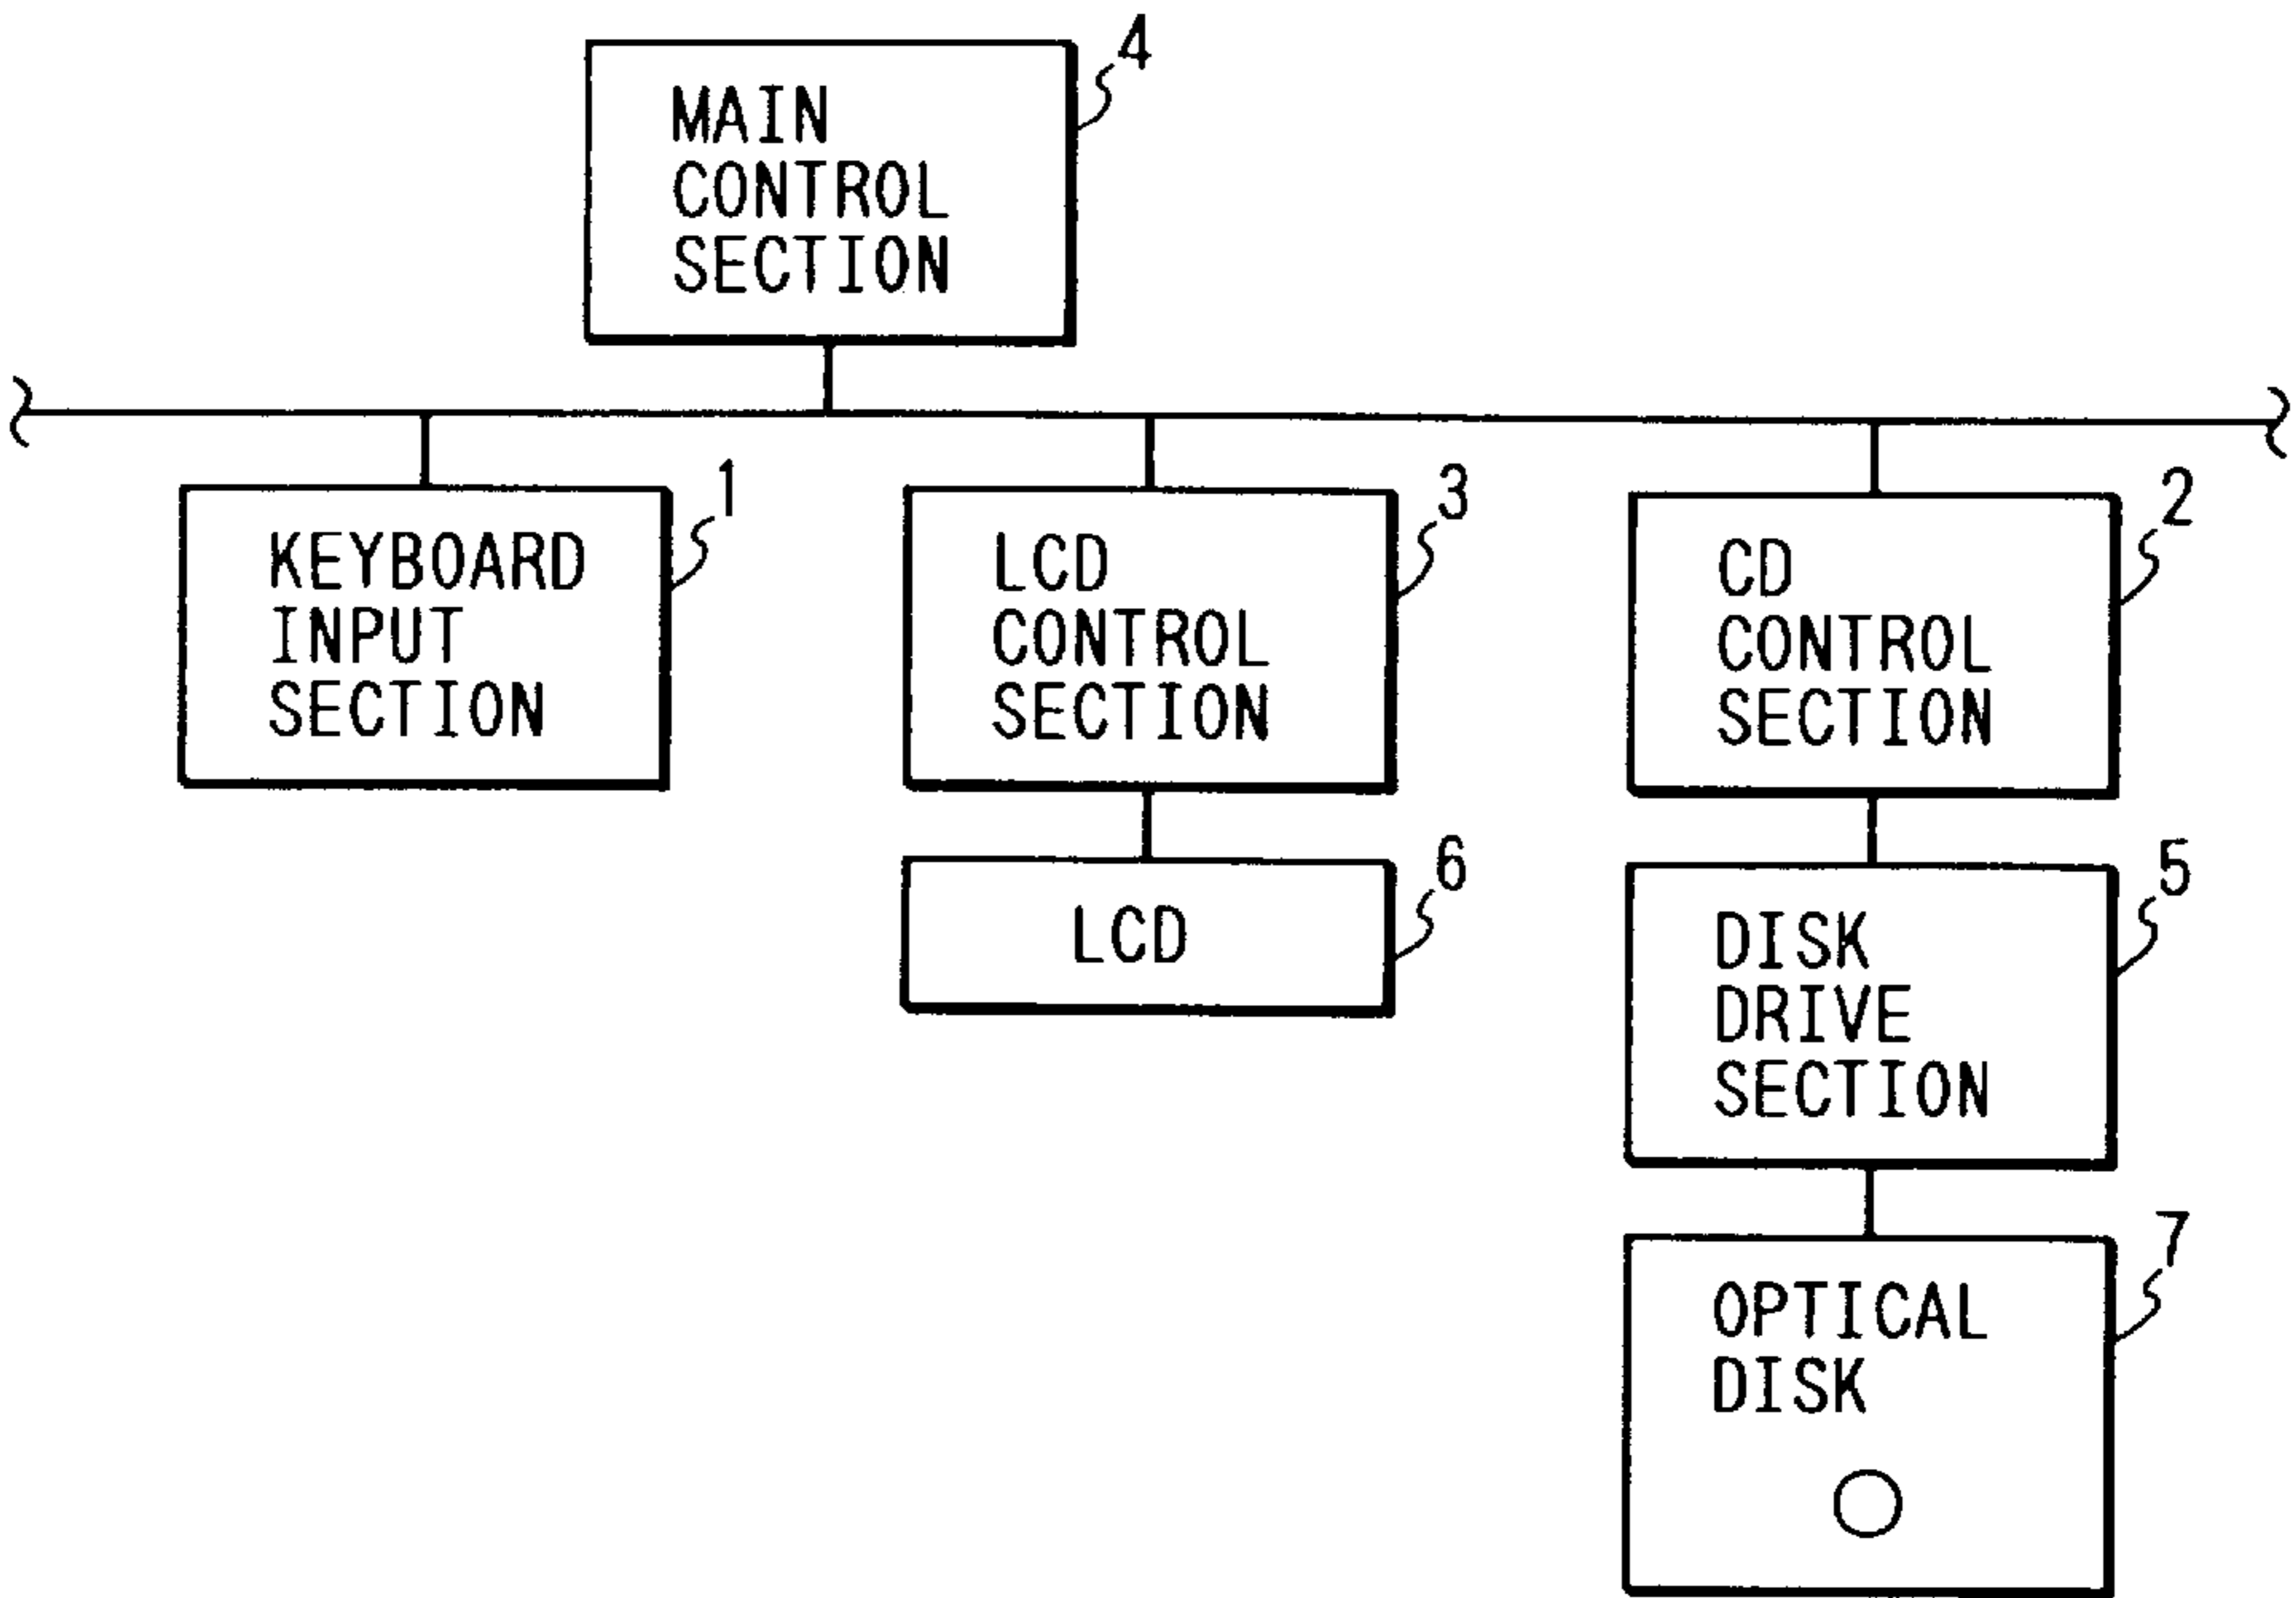 4
MAIN
CONTROL
SECTION
1
KEYBOARD
INPUT
SECTION
3
LCD
CONTROL
SECTION
2
CD
CONTROL
SECTION
6
LCD
5
DISK
DRIVE
SECTION
7
OPTICAL
DISK